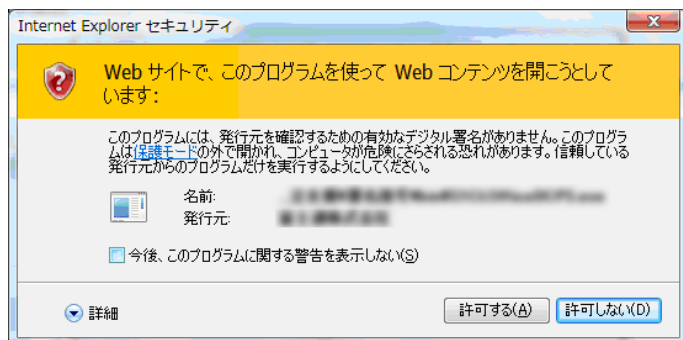 Internet Explorer セキュリティ
Web サイトで、このプログラムを使って Web コンテンツを開こうとして
います:
このプログラムには、発行元を確認するための有効なデジタル署名がありません。このプログラ
ムは保護モードの外で開かれ、コンピュータが危険にさらされる恐れがあります。信頼している
発行元からのプログラムだけを実行するようにしてください。
名前:
発行元:
今後、このプログラムに関する警告を表示しない(S)
詳細
許可する(A)
許可しない(D)